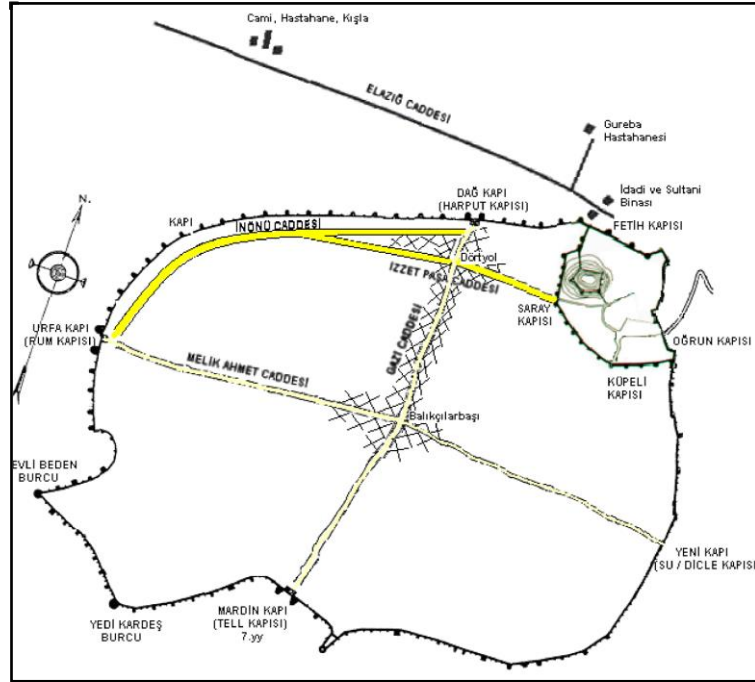 Cami, Hastahane, Kışla
ELAZIĞ CADDESİ
Gureba
Hastahanesi
N.
İdadi ve Sultani
Binası
DAĞ KAPI
(HARPUT KAPISI)
FETİH KAPISI
KAPI
İNÖNÜ CADDESİ
Dörtyol
İZZET PAŞA CADDESİ
SARAY
KAPISI
URFA KAPI
(RUM KAPISI)
OĞRUN KAPISI
MELİK AHMET CADDESİ
GAZİ CADDESİ
KÜPELİ
KAPISI
Balıkçılarbaşı
EVLİ BEDEN
BURCU
YENİ KAPI
(SU / DİCLE KAPISI
YEDİ KARDEŞ
BURCU
MARDİN KAPI
(TELL KAPISI)
7.yy